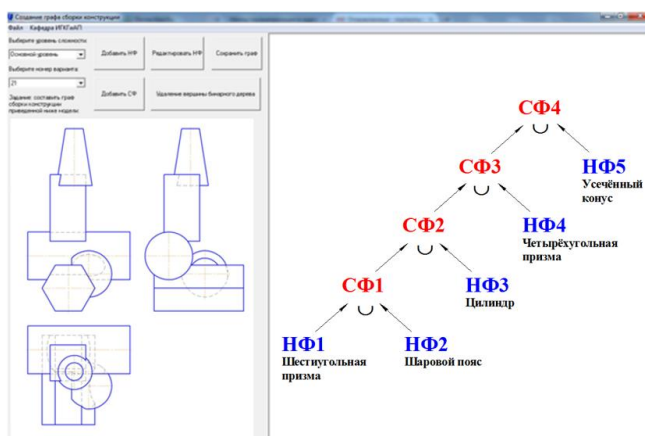 Создание графа сборки конструкции
Файл Кафедра ИГКГиАП
Выберите уровень сложности
Основной уровень
Добавить НФ
Редактировать НФ
Сохранить граф
Выберите номер варианта
21
Добавить СФ
Удаление вершины бинарного дерева
Задание: составить граф
сборки конструкции
приведенной ниже модели
СФ4
∪
СФ3
НФ5
∪
Усечённый
конус
СФ2
НФ4
∪
Четырёхугольная
призма
СФ1
НФ3
∪
Цилиндр
НФ1
НФ2
Шестиугольная
призма
Шаровой пояс